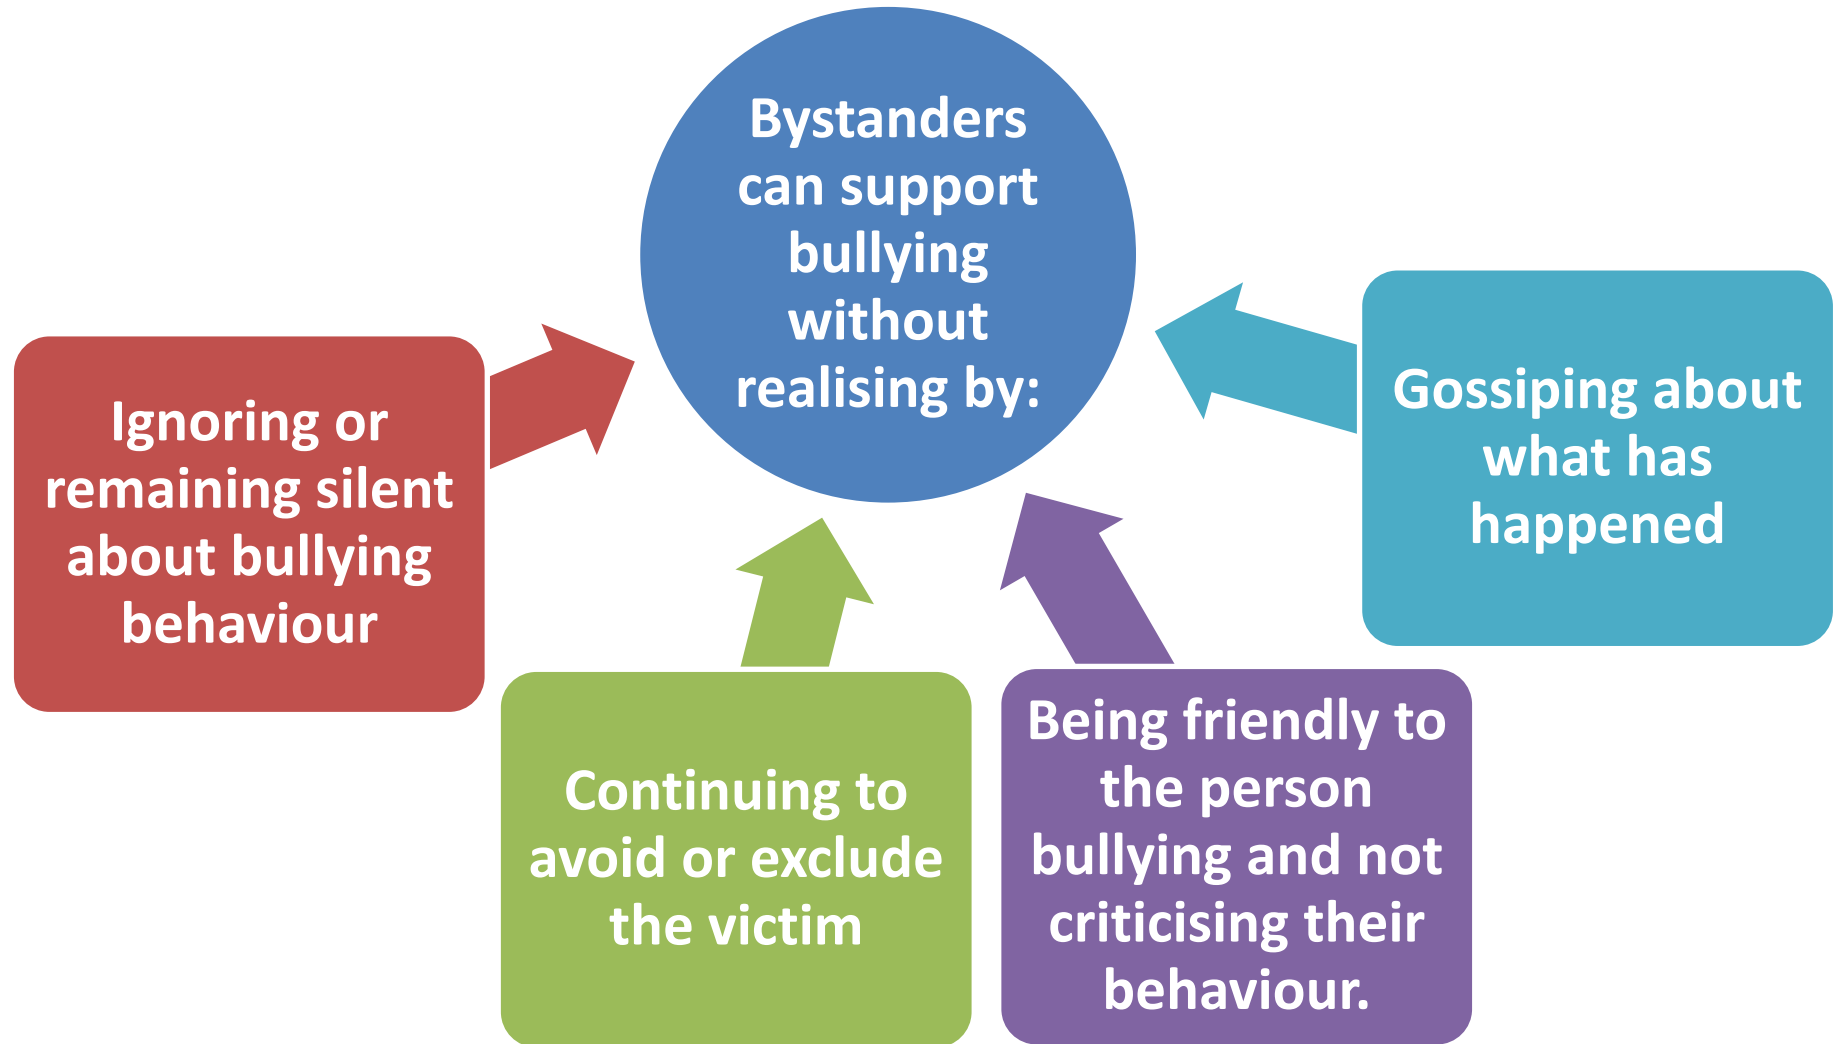 Bystanders
can support
bullying
without
realising by:
Ignoring or
remaining silent
about bullying
behaviour
Continuing to
avoid or exclude
the victim
Being friendly to
the person
bullying and not
criticising their
behaviour.
Gossiping about
what has
happened